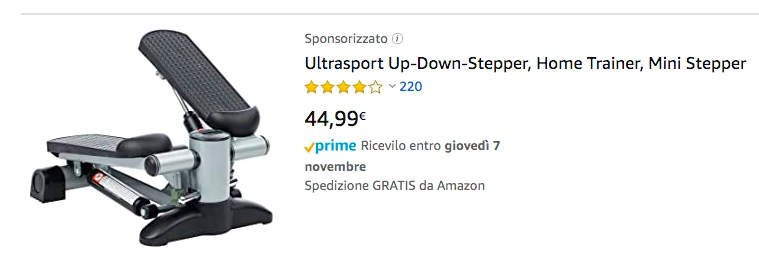 Sponsorizzato
Ultrasport Up-Down-Stepper, Home Trainer, Mini Stepper
220
44,99€
prime Ricevilo entro giovedì 7
novembre
Spedizione GRATIS da Amazon